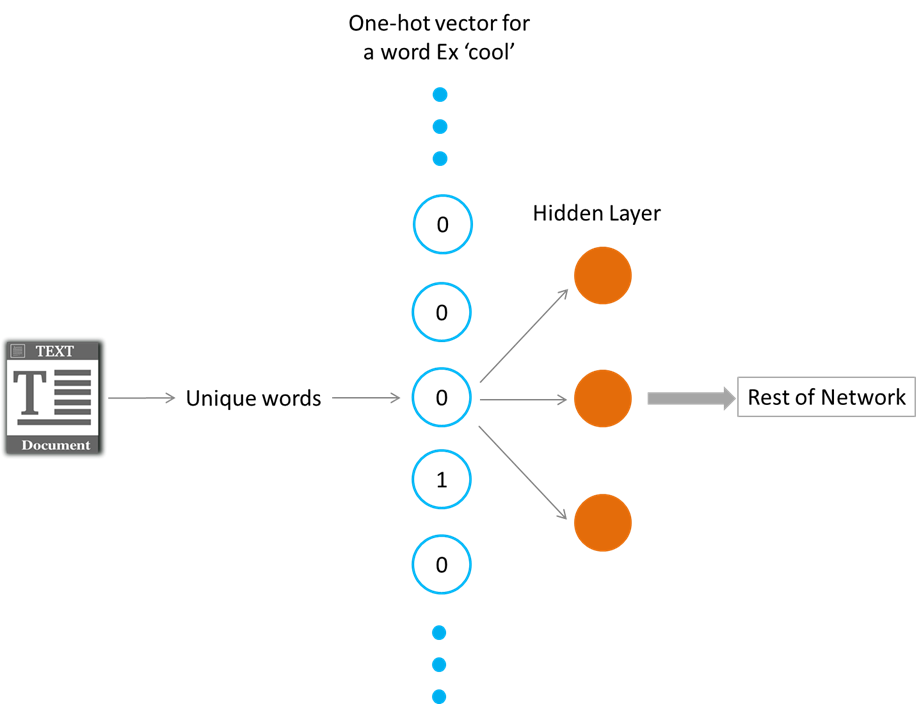 One-hot vector for
a word Ex ‘cool’
0
Hidden Layer
0
TEXT
T
Document
Unique words
0
Rest of Network
1
0